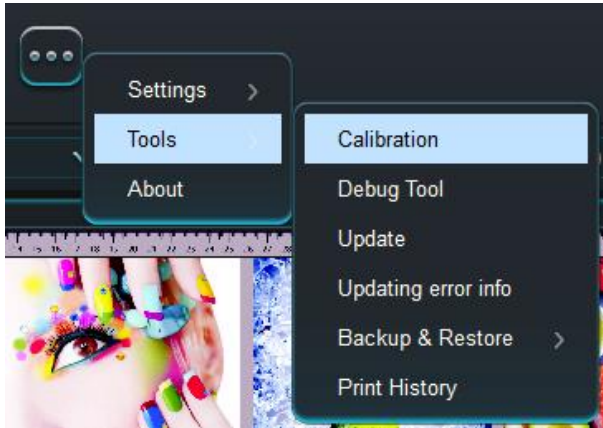 Settings
Tools
About
Calibration
Debug Tool
Update
Updating error info
Backup & Restore
Print History